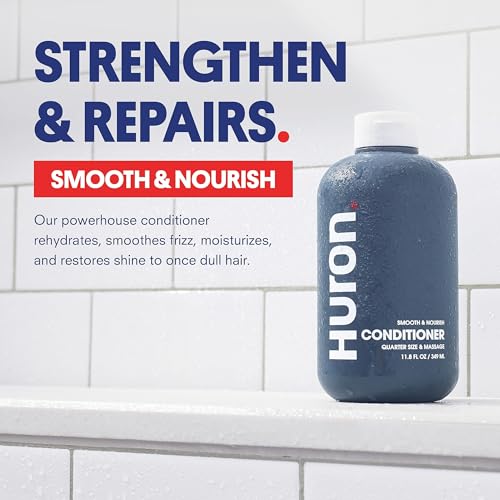 STRENGTHEN
& REPAIRS.
SMOOTH & NOURISH
Our powerhouse conditioner
rehydrates, smoothes frizz, moisturizes,
and restores shine to once dull hair.
Huron
SMOOTH & NOURISH
CONDITIONER
QUARTER SIZE & MASSAGE
11.8 FL OZ / 349 ML